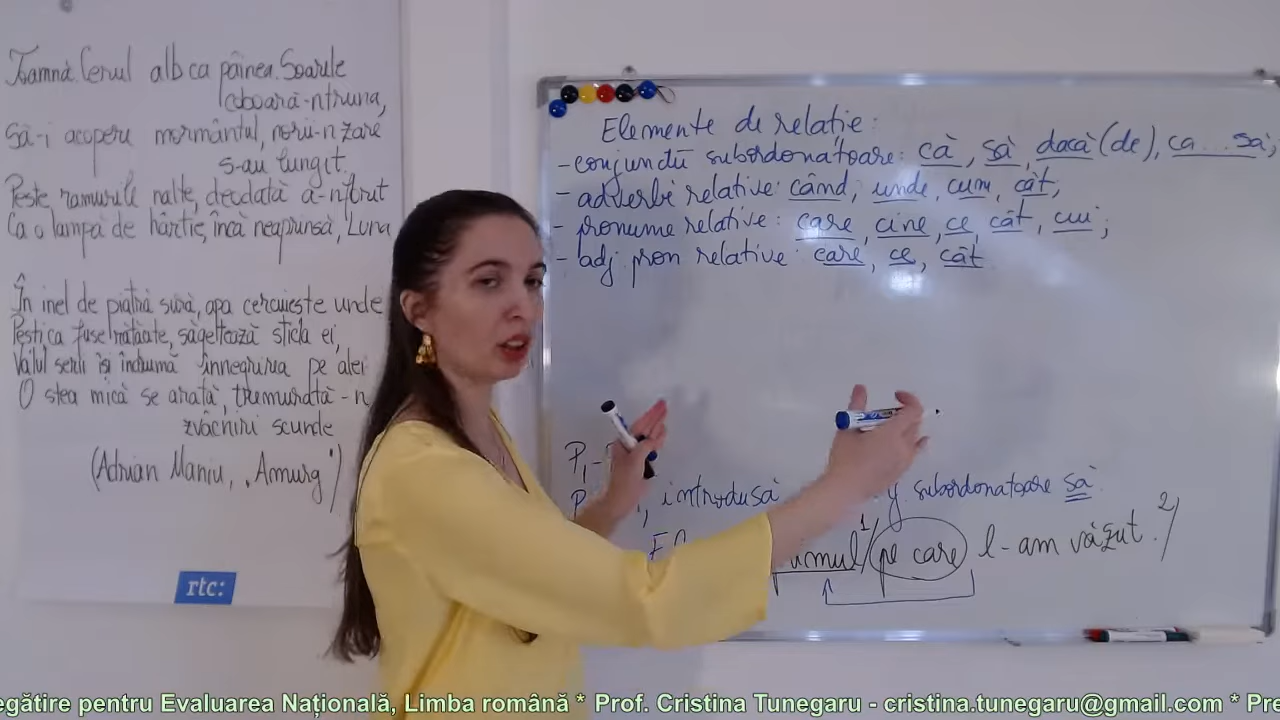 Toamnă. Cerul alb ca pâinea. Soarele
coboară-ntruna,
Să-i acopere mormântul, norii-n zare
s-au lungit.
Peste ramurile nalte, deodată a-nflorit
Ca o lampă de hârtie, încă neaprinsă, Luna
În inel de piatră sură, apa cercuiește unde
Pești ca fuse săgetează sticla ei,
Valul serii își îndrumă înnegrirea pe alei
O stea mică se arată, tremurată-n
zvâcniri scunde
(Adrian Maniu, „Amurg”)
rtc:
Elemente de relație:
- conjuncții subordonatoare: că, să, dacă (de), ca... să;
- adverbe relative: când, unde, cum, cât;
- pronume relative: care, cine, ce cât, cui;
- adj pron relative: care, ce, cât
P1-
P
, introdusă
subordonatoare să.
1/ pe care l-am văzut. 2/
egătire pentru Evaluarea Națională, Limba română * Prof. Cristina Tunegaru - cristina.tunegaru@gmail.com * Pre